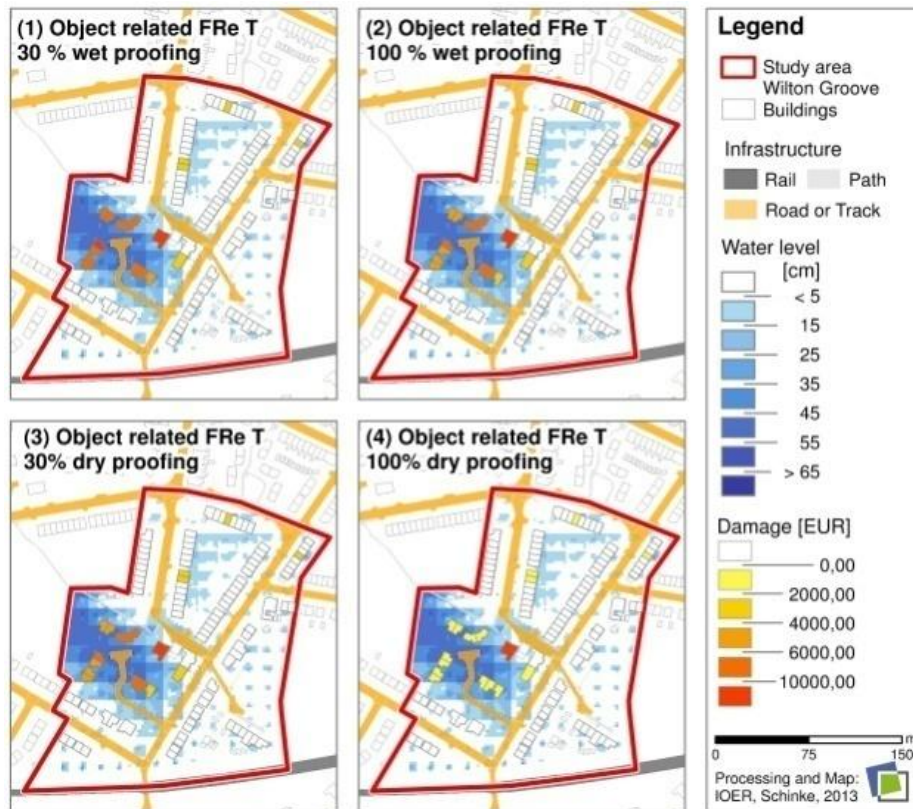 (1) Object related FRe T
30 % wet proofing
(2) Object related FRe T
100 % wet proofing
(3) Object related FRe T
30% dry proofing
(4) Object related FRe T
100% dry proofing
Legend
Study area
Wilton Groove
Buildings
Infrastructure
Rail Path
Road or Track
Water level
[cm]
< 5
15
25
35
45
55
> 65
Damage [EUR]
0,00
2000,00
4000,00
6000,00
10000,00
m
0 75 150
Processing and Map:
IOER, Schinke, 2013